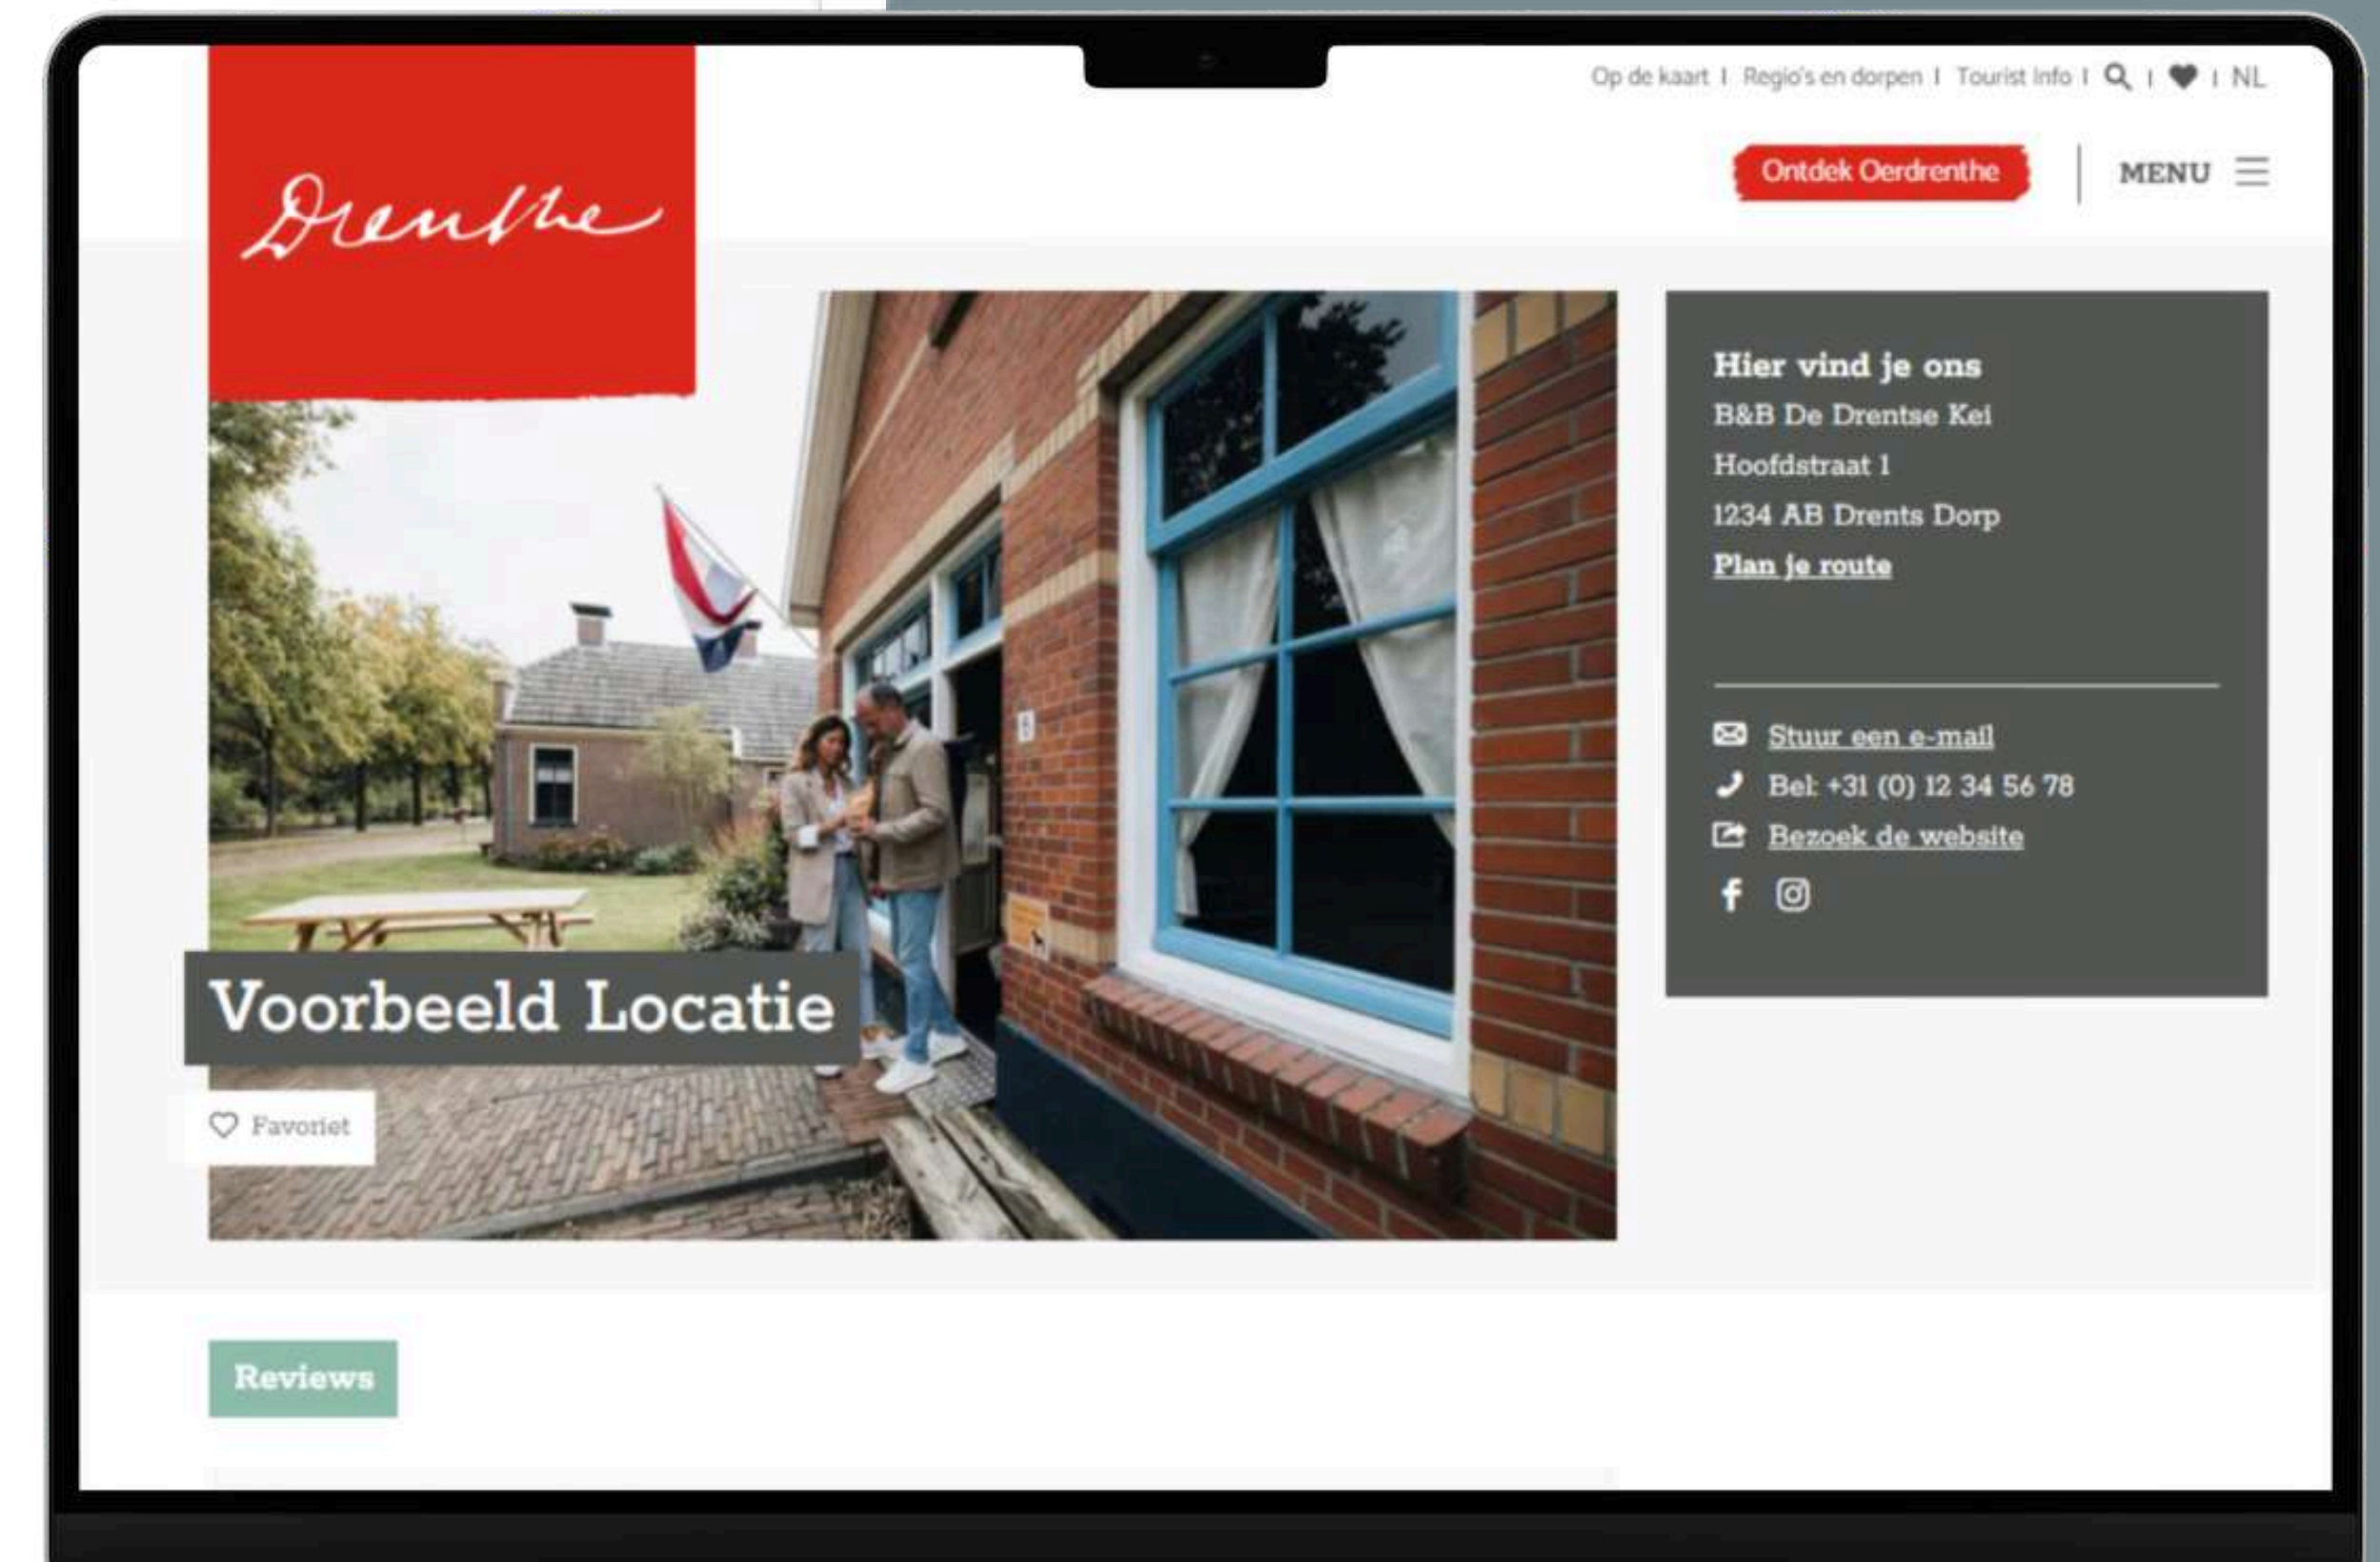 Op de kaart | Regio's en dorpen | Tourist Info | | | NL
Drenthe
Ontdek Oerdrenthe
MENU
Hier vind je ons
B&B De Drentse Kei
Hoofdstraat 1
1234 AB Drents Dorp
Plan je route
Stuur een e-mail
Bel: +31 (0) 12 34 56 78
Bezoek de website
Voorbeeld Locatie
Favoriet
Reviews